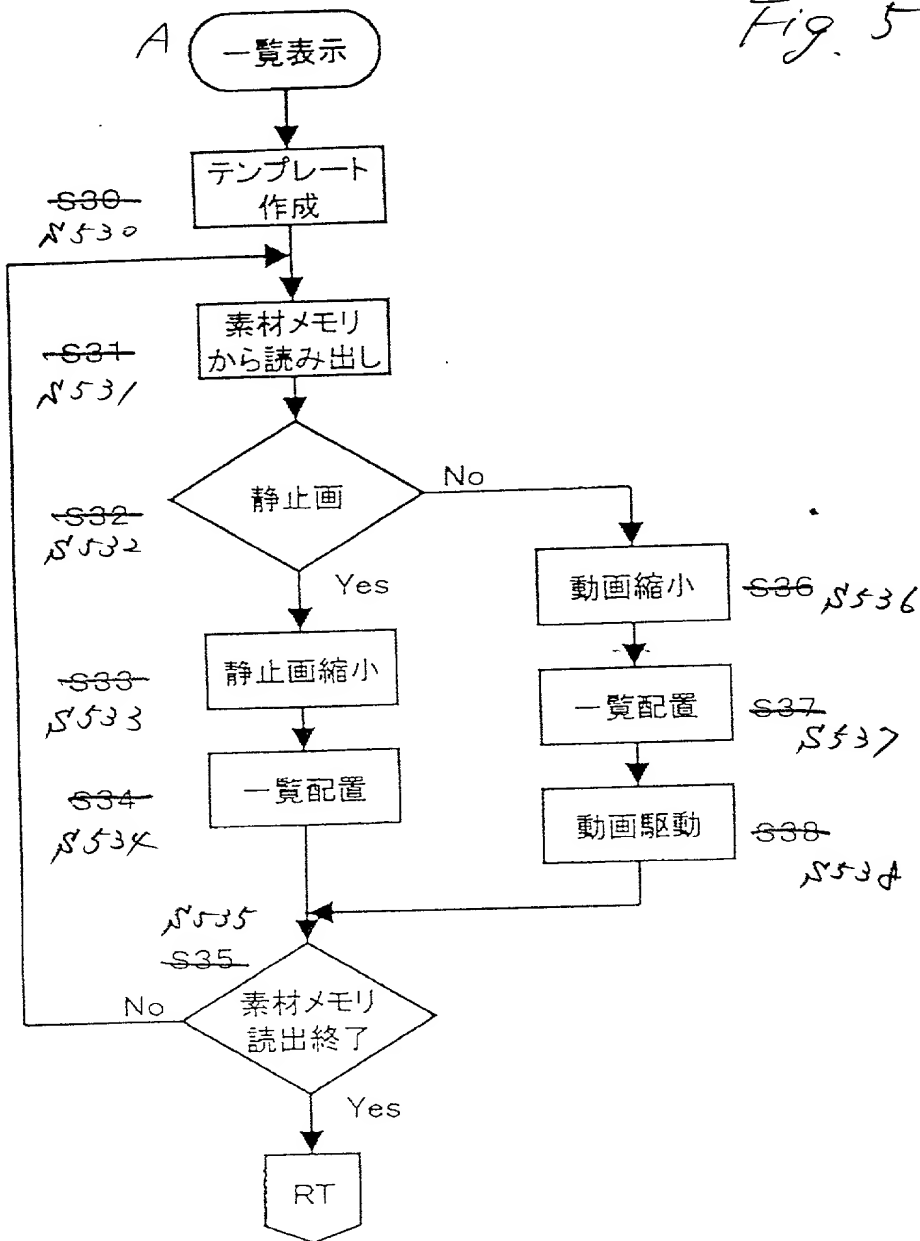 Fig. 5
A
一覧表示
テンプレート
作成
S30
S530
素材メモリ
から読み出し
S31
S531
静止画
No
S32
S532
Yes
動画縮小
S36 S536
静止画縮小
S33
S533
一覧配置
S37
S537
一覧配置
S34
S534
動画駆動
S38
S538
S535
S35
No
素材メモリ
読出終了
Yes
RT